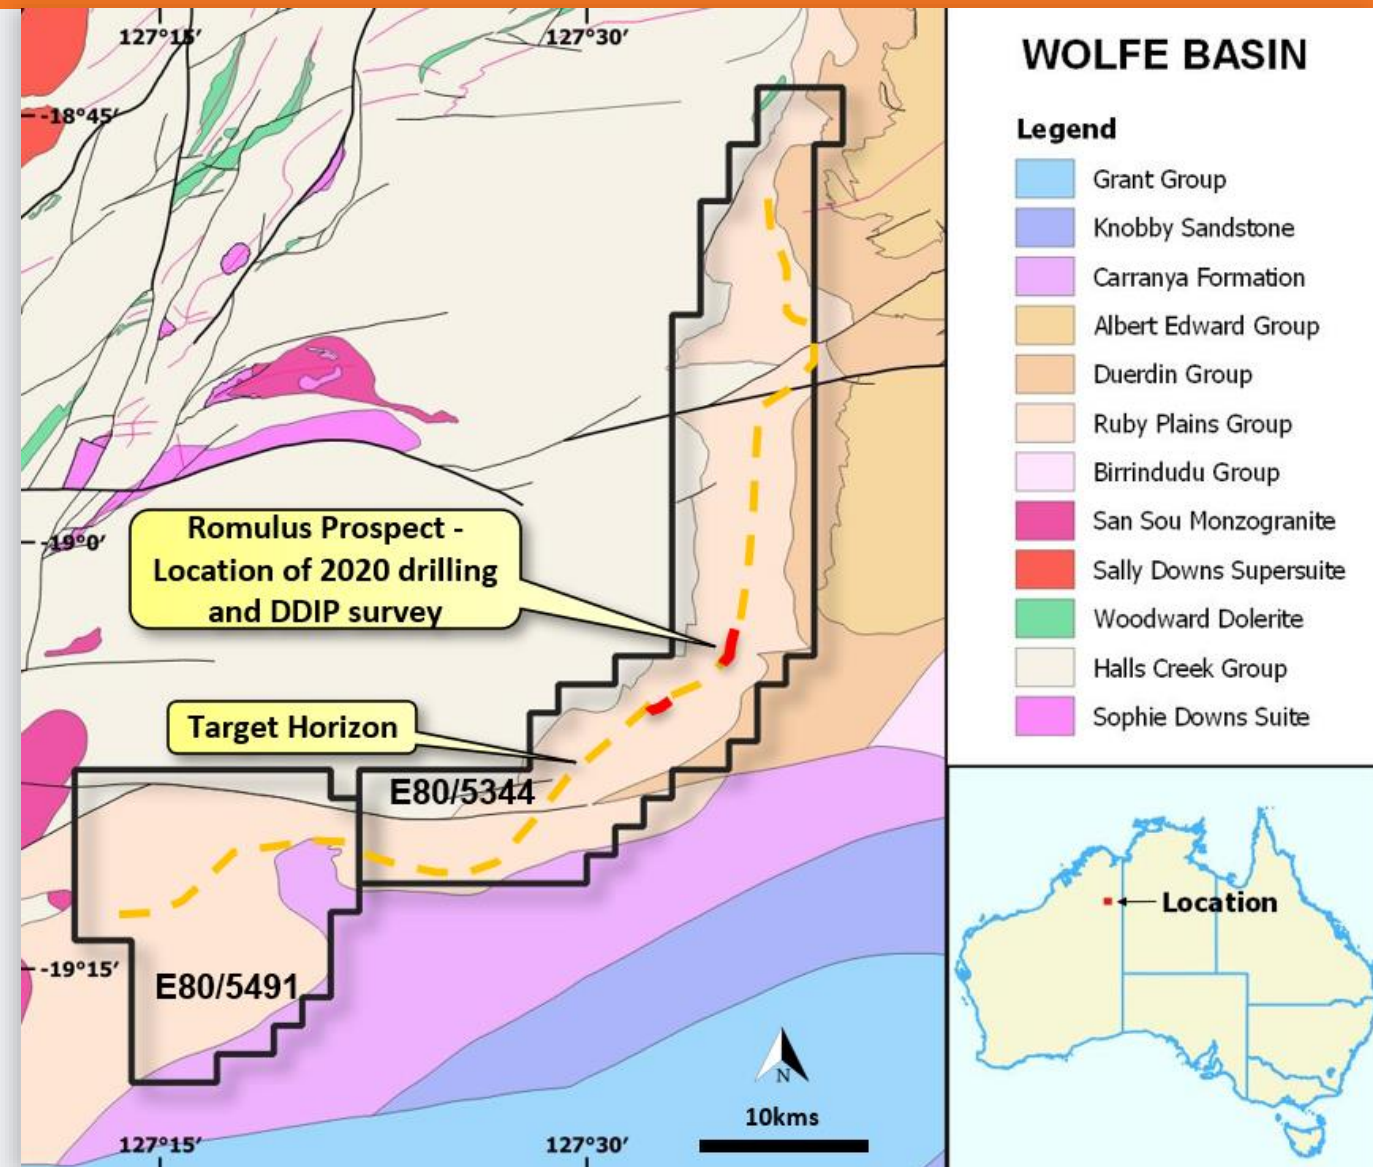 127°15′
127°30′
-18°45′
Romulus Prospect -
Location of 2020 drilling
and DDIP survey
-19°0′
Target Horizon
E80/5344
E80/5491
-19°15′
N
10kms
127°15′
127°30′
WOLFE BASIN
Legend
Grant Group
Knobby Sandstone
Carranya Formation
Albert Edward Group
Duerdin Group
Ruby Plains Group
Birrindudu Group
San Sou Monzogranite
Sally Downs Supersuite
Woodward Dolerite
Halls Creek Group
Sophie Downs Suite
Location